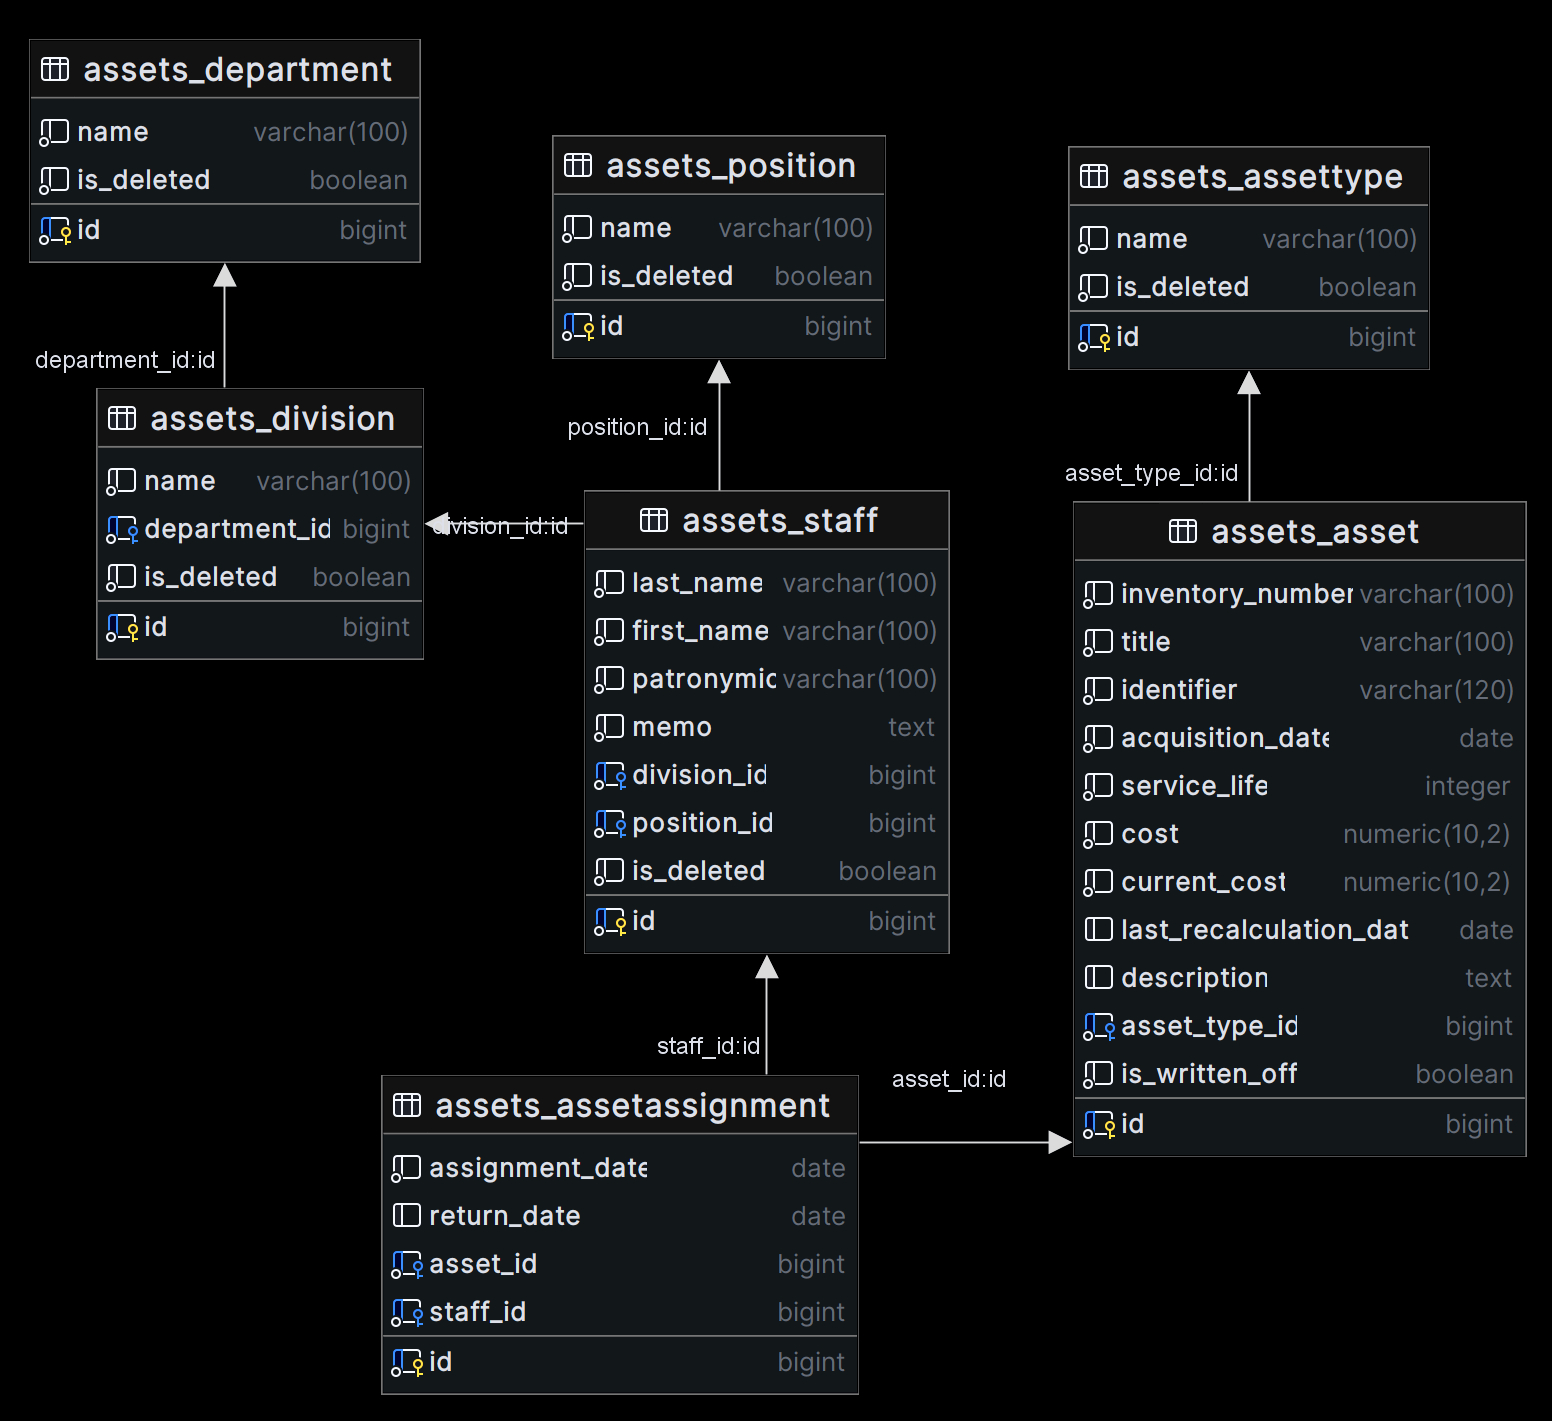 assets_department
name varchar(100)
is_deleted boolean
id bigint
department_id:id
assets_division
name varchar(100)
department_id bigint
is_deleted boolean
id bigint
division_id:id
assets_position
name varchar(100)
is_deleted boolean
id bigint
position_id:id
assets_staff
last_name varchar(100)
first_name varchar(100)
patronymic varchar(100)
memo text
division_id bigint
position_id bigint
is_deleted boolean
id bigint
staff_id:id
assets_assettype
name varchar(100)
is_deleted boolean
id bigint
asset_type_id:id
assets_asset
inventory_number varchar(100)
title varchar(100)
identifier varchar(120)
acquisition_date date
service_life integer
cost numeric(10,2)
current_cost numeric(10,2)
last_recalculation_dat date
description text
asset_type_id bigint
is_written_off boolean
id bigint
asset_id:id
assets_assetassignment
assignment_date date
return_date date
asset_id bigint
staff_id bigint
id bigint